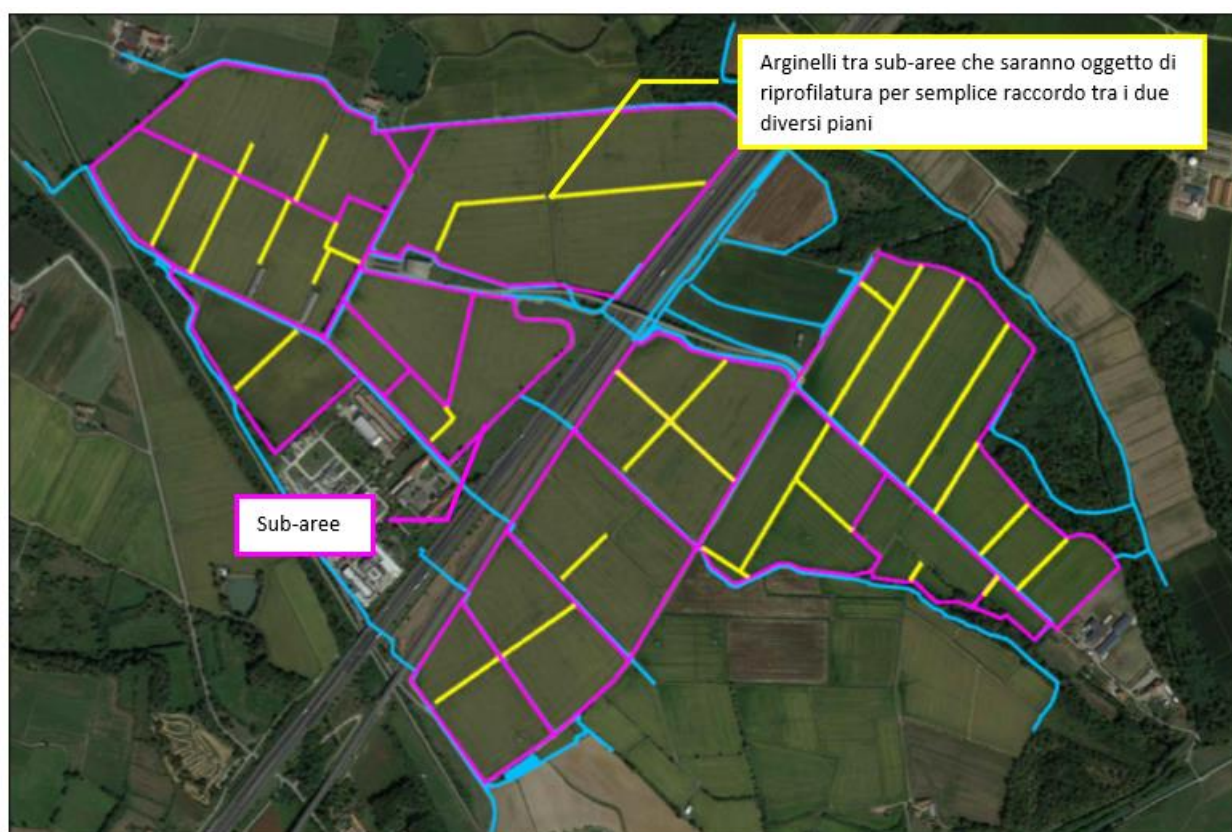 Arginelli tra sub-aree che saranno oggetto di
riprofilatura per semplice raccordo tra i due
diversi piani
Sub-aree